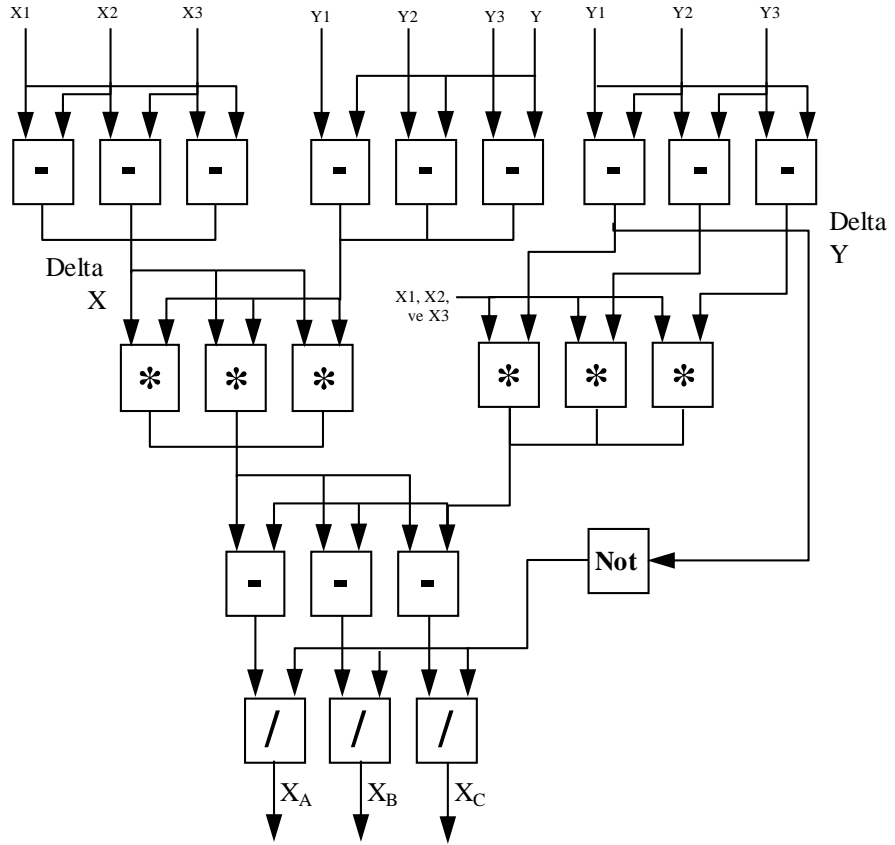 X1 X2 X3 Y1 Y2 Y3 Y Y1 Y2 Y3
- - - - - - - - -
Delta
X
Delta
Y
X1, X2,
ve X3
* * * * * *
- - -
Not
/ / /
XA XB XC